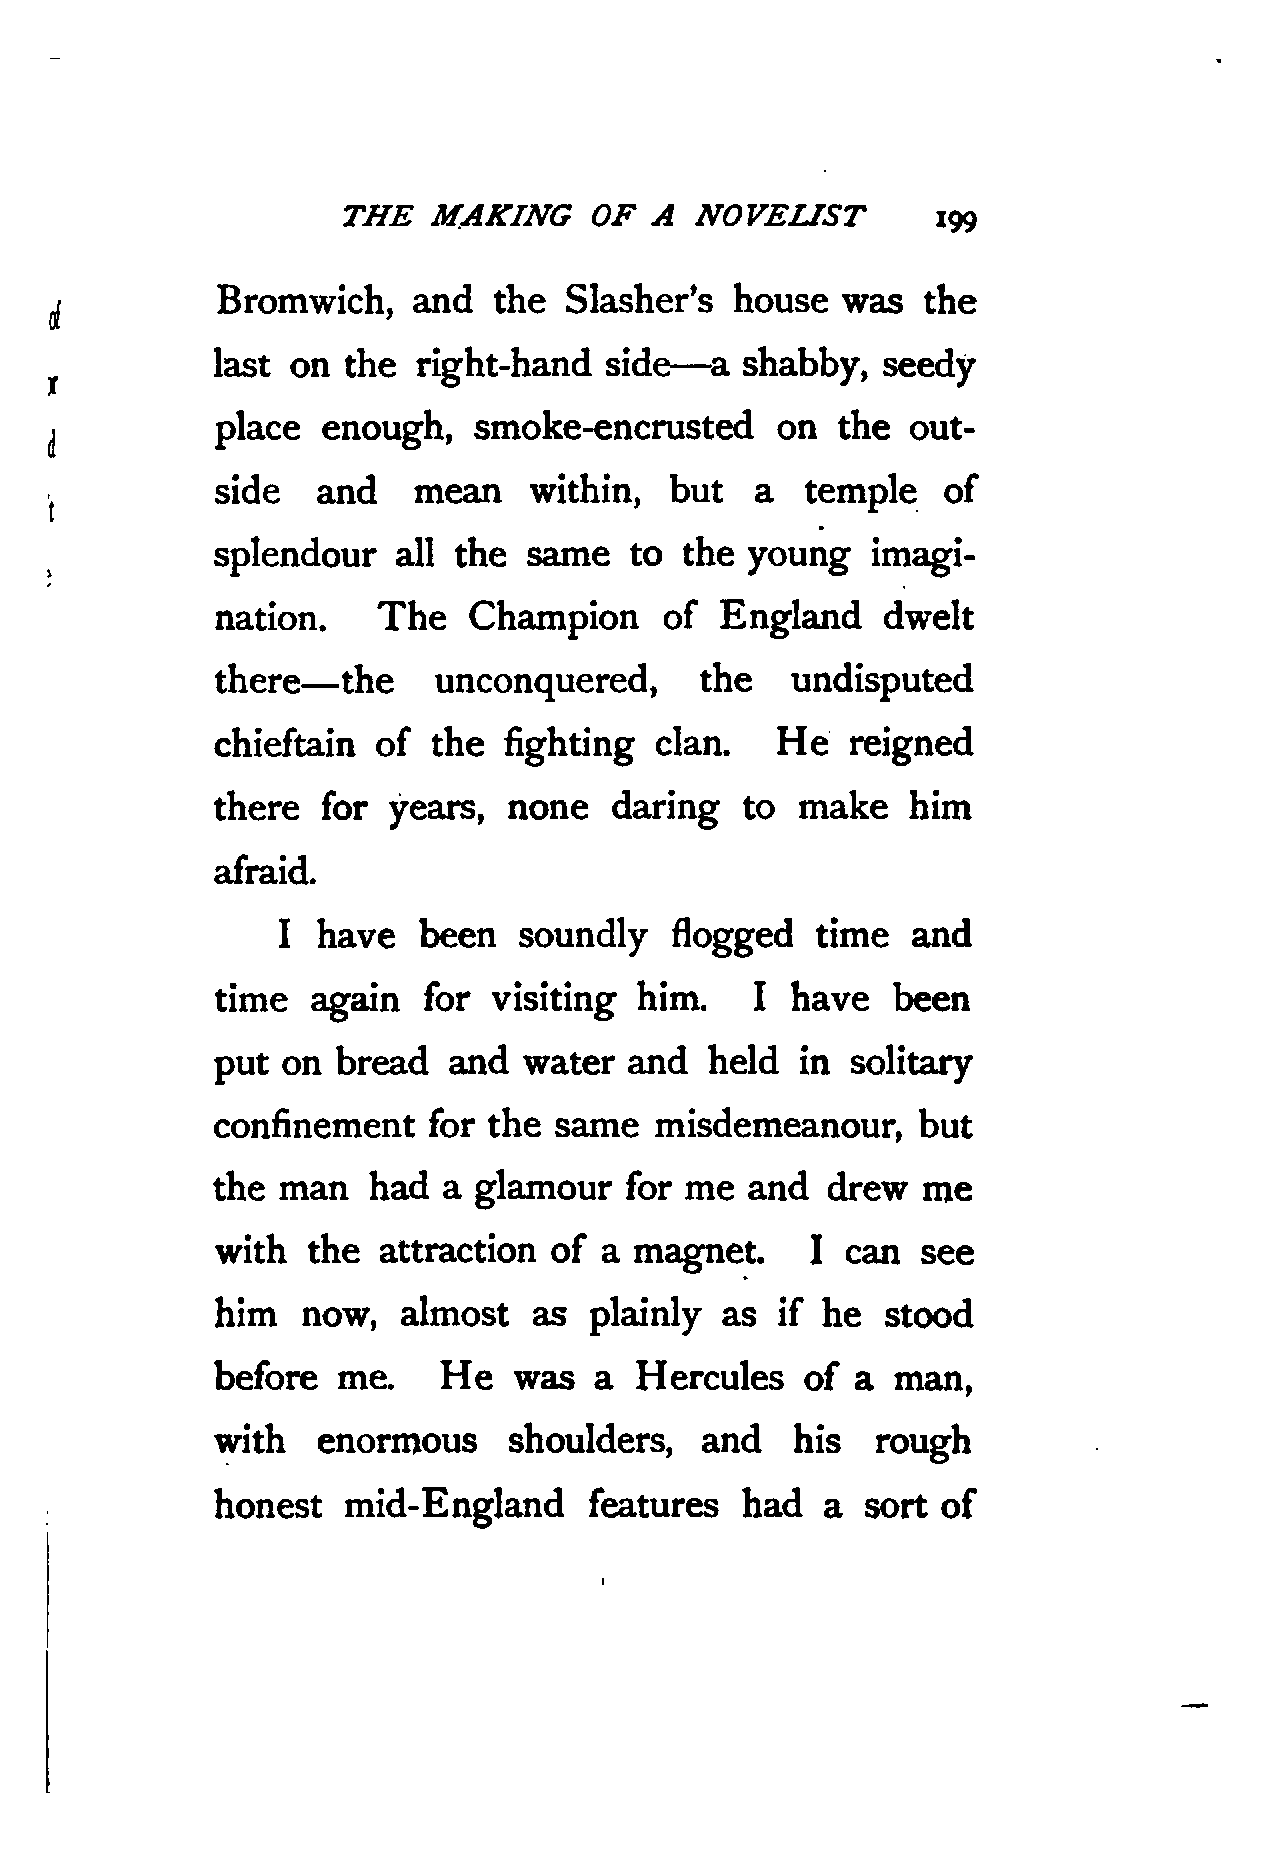 THE MAKING OF A NOVELIST 199
Bromwich, and the Slasher's house was the
last on the right-hand side—a shabby, seedy
place enough, smoke-encrusted on the out-
side and mean within, but a temple of
splendour all the same to the young imagi-
nation. The Champion of England dwelt
there—the unconquered, the undisputed
chieftain of the fighting clan. He reigned
there for years, none daring to make him
afraid.
I have been soundly flogged time and
time again for visiting him. I have been
put on bread and water and held in solitary
confinement for the same misdemeanour, but
the man had a glamour for me and drew me
with the attraction of a magnet. I can see
him now, almost as plainly as if he stood
before me. He was a Hercules of a man,
with enormous shoulders, and his rough
honest mid-England features had a sort of